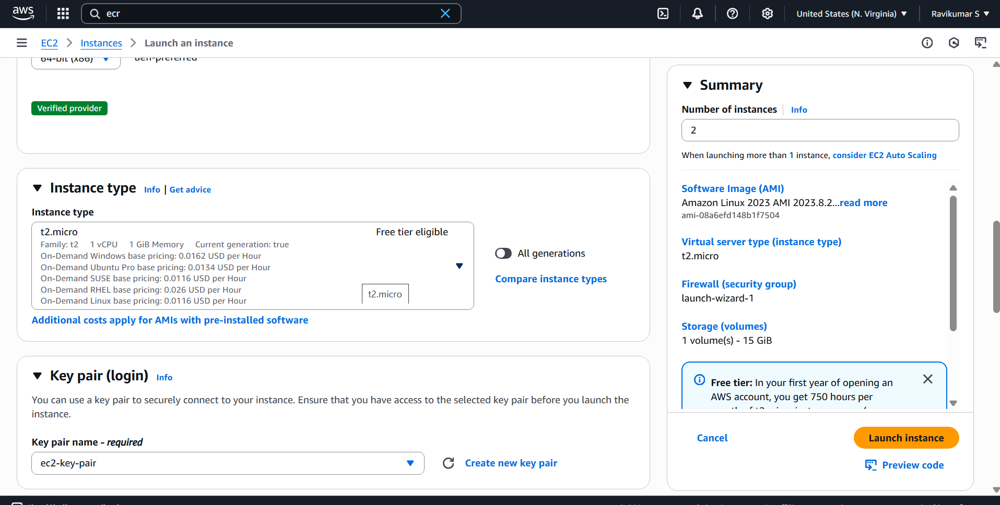 aws
ecr
United States (N. Virginia)
Ravikumar S
EC2
Instances
Launch an instance
64-bit (x86)
uefi-preferred
Verified provider
Instance type
Info
Get advice
Instance type
t2.micro
Free tier eligible
Family: t2 1 vCPU 1 GiB Memory Current generation: true
On-Demand Windows base pricing: 0.0162 USD per Hour
On-Demand Ubuntu Pro base pricing: 0.0134 USD per Hour
On-Demand SUSE base pricing: 0.0116 USD per Hour
On-Demand RHEL base pricing: 0.026 USD per Hour
On-Demand Linux base pricing: 0.0116 USD per Hour
t2.micro
All generations
Compare instance types
Additional costs apply for AMIs with pre-installed software
Key pair (login)
Info
You can use a key pair to securely connect to your instance. Ensure that you have access to the selected key pair before you launch the
instance.
Key pair name - required
ec2-key-pair
Create new key pair
Summary
Number of instances
Info
2
When launching more than 1 instance, consider EC2 Auto Scaling
Software Image (AMI)
Amazon Linux 2023 AMI 2023.8.2...read more
ami-08a6efd148b1f7504
Virtual server type (instance type)
t2.micro
Firewall (security group)
launch-wizard-1
Storage (volumes)
1 volume(s) - 15 GiB
Free tier: In your first year of opening an
AWS account, you get 750 hours per
Cancel
Launch instance
Preview code